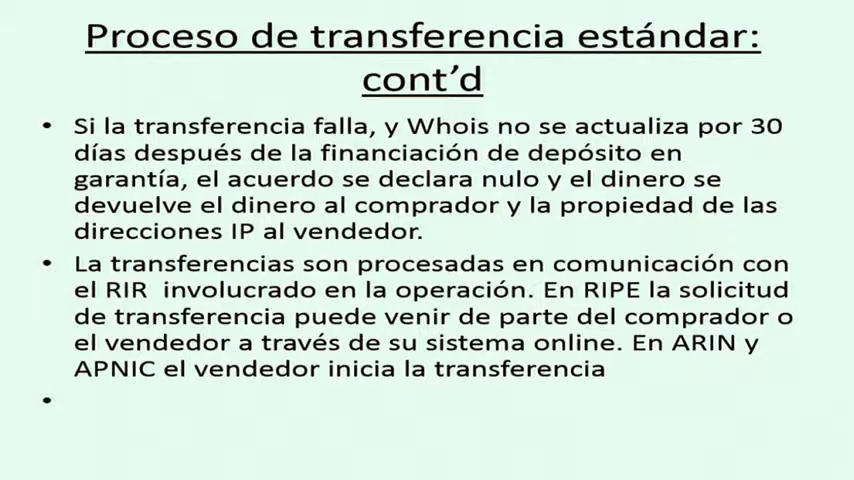 Proceso de transferencia estándar:
cont’d
• Si la transferencia falla, y Whois no se actualiza por 30
días después de la financiación de depósito en
garantía, el acuerdo se declara nulo y el dinero se
devuelve el dinero al comprador y la propiedad de las
direcciones IP al vendedor.
• La transferencias son procesadas en comunicación con
el RIR  involucrado en la operación. En RIPE la solicitud
de transferencia puede venir de parte del comprador o
el vendedor a través de su sistema online. En ARIN y
APNIC el vendedor inicia la transferencia
•